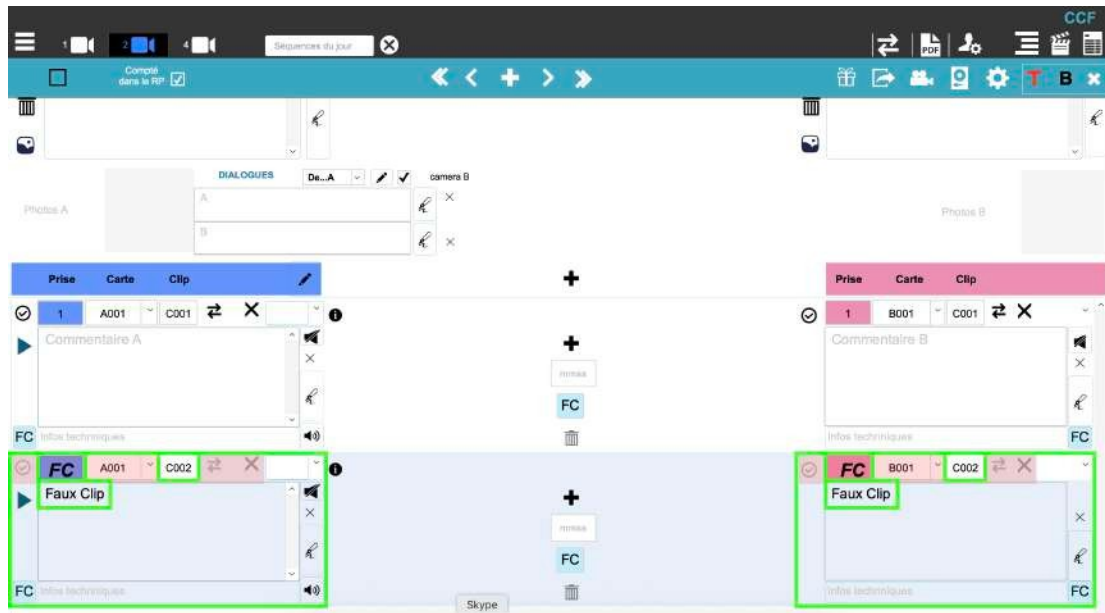 CCF
1 2 4 Séquences du jour PDF
Compté
dans le RP T B
DIALOGUES De...A camera B
A
Photos A Photos B
B
Prise Carte Clip Prise Carte Clip
1 A001 C001 1 B001 C001
Commentaire A Commentaire B
FC
FC Infos techniques Infos techniques FC
FC A001 C002 FC B001 C002
Faux Clip Faux Clip
FC
FC Infos techniques Infos techniques FC
Skype